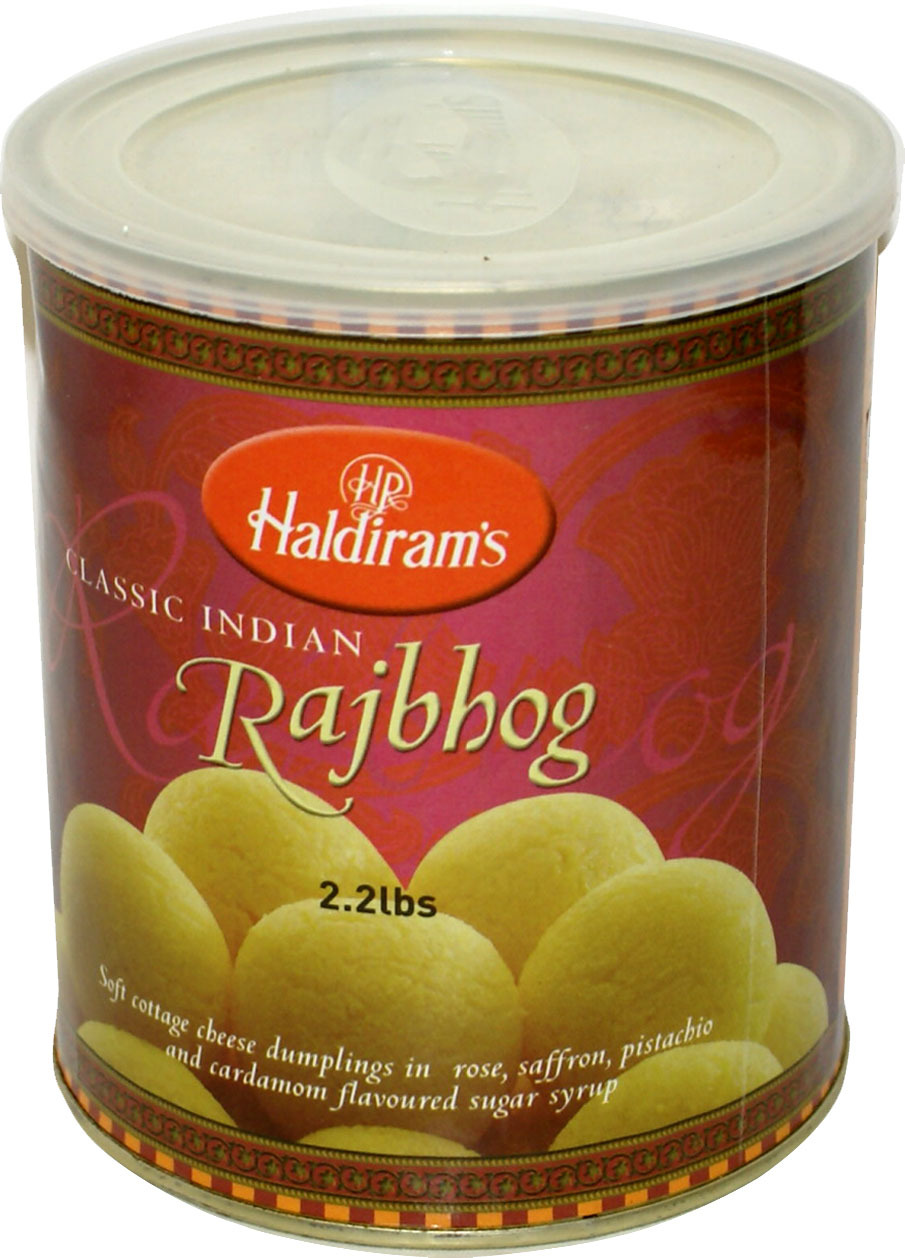 HR
Haldiram's
CLASSIC INDIAN
Rajbhog
2.2lbs
Soft cottage cheese dumplings in rose, saffron, pistachio
and cardamom flavoured sugar syrup